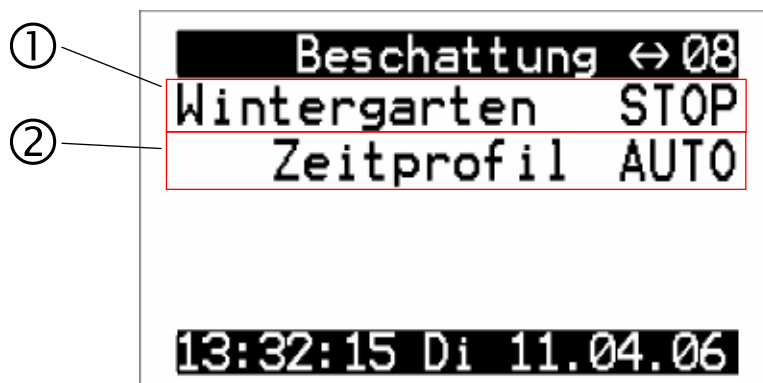 Beschattung ↔08
① Wintergarten STOP
② Zeitprofil AUTO
13:32:15 Di 11.04.06